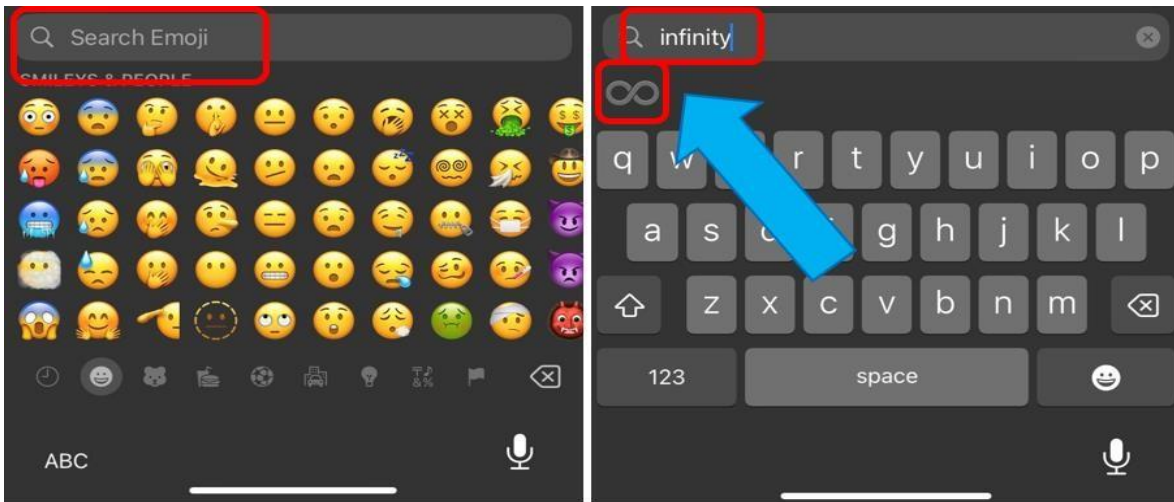 Search Emoji
SMILEYS & PEOPLE
ABC
infinity
q w r t y u i o p
a s g h j k l
z x c v b n m
123 space